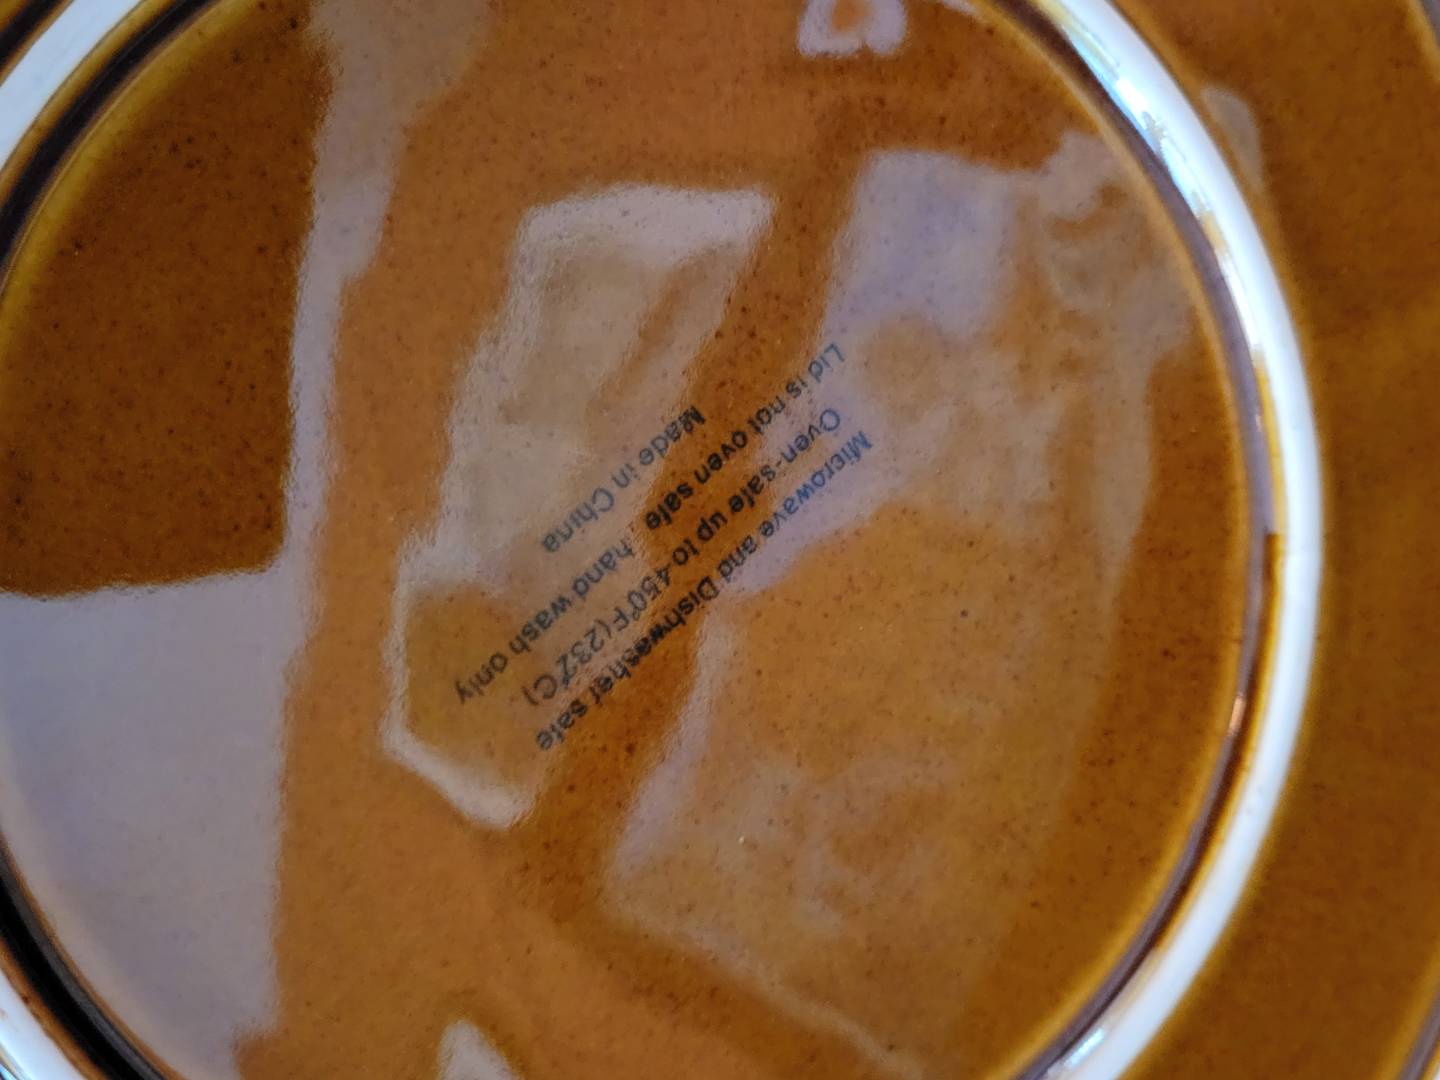 Microwave and Dishwasher safe
Oven-safe up to 450°F (232°C)
Lid is not oven safe, hand wash only
Made in China